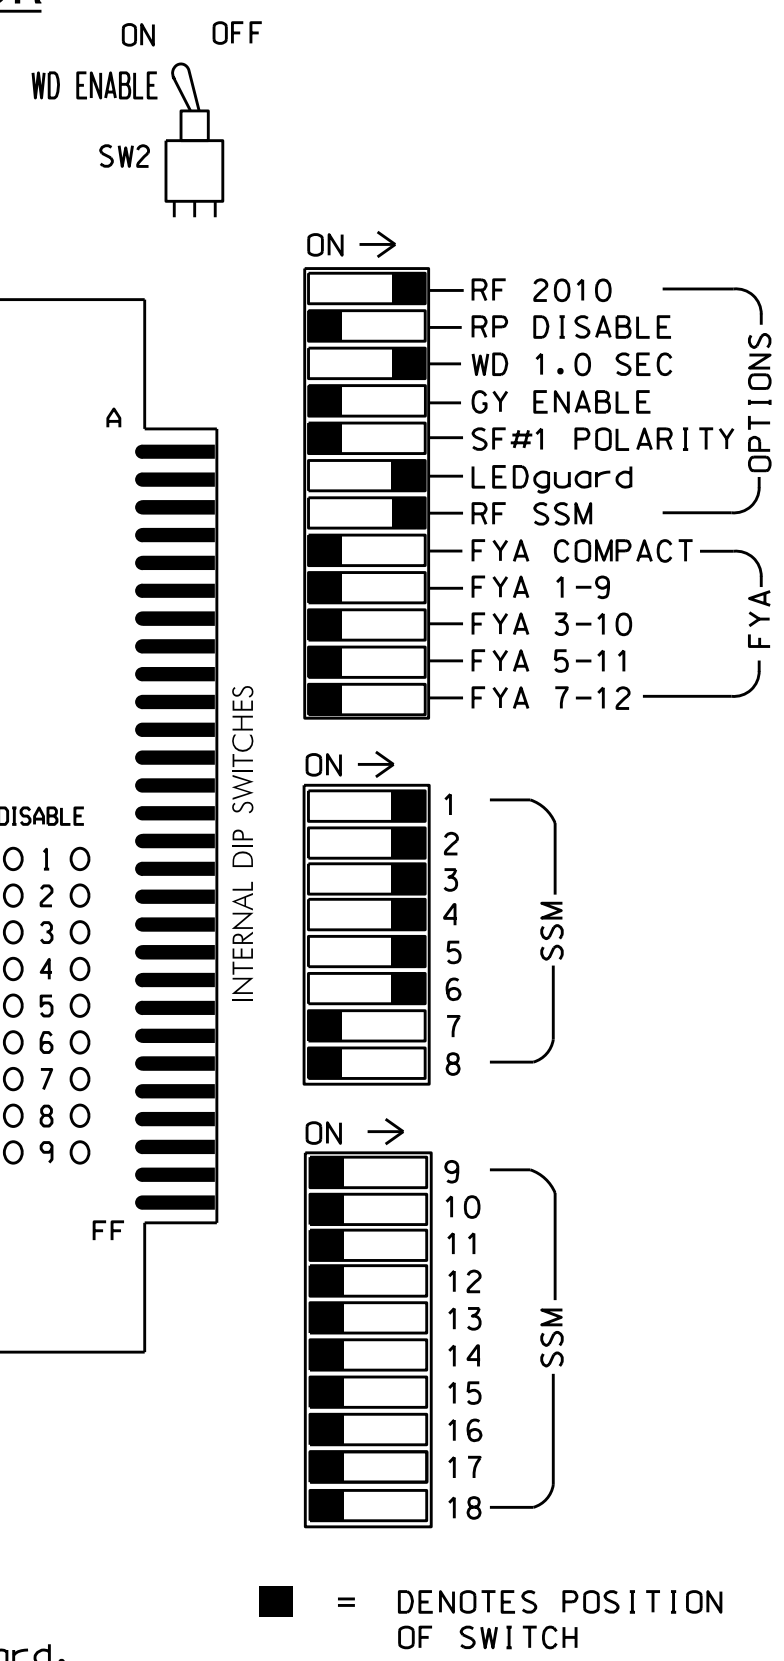 ON OFF
WD ENABLE
SW2
ON →
RF 2010
RP DISABLE
WD 1.0 SEC
GY ENABLE
SF#1 POLARITY
LEDguard
RF SSM
OPTIONS
FYA COMPACT
FYA 1-9
FYA 3-10
FYA 5-11
FYA 7-12
FYA
A
FF
INTERNAL DIP SWITCHES
DISABLE
1
2
3
4
5
6
7
8
9
ON →
1
2
3
4
5
6
7
8
SSM
ON →
9
10
11
12
13
14
15
16
17
18
SSM
= DENOTES POSITION
OF SWITCH